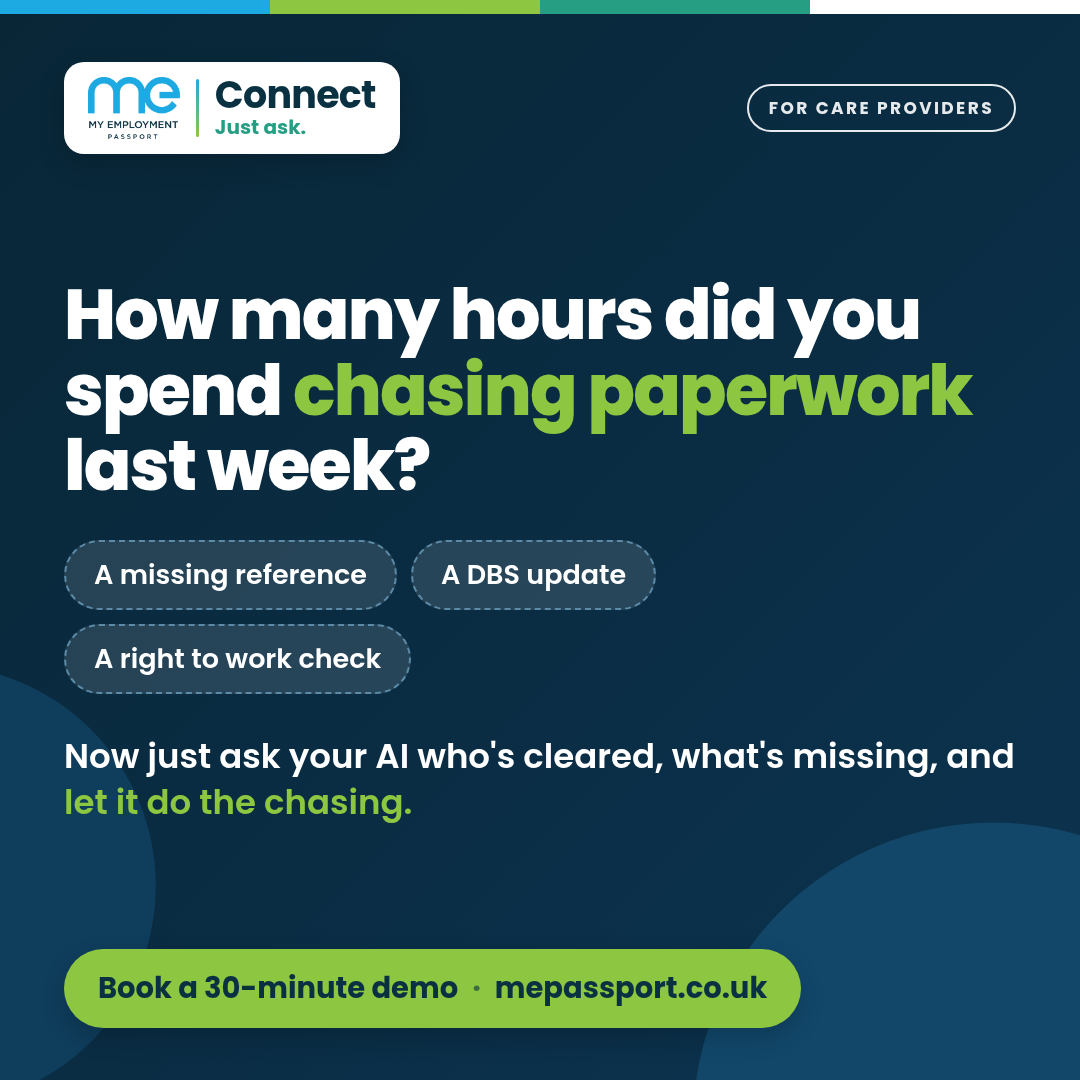 me
MY EMPLOYMENT
PASSPORT
Connect
Just ask.
FOR CARE PROVIDERS
How many hours did you
spend chasing paperwork
last week?
A missing reference
A DBS update
A right to work check
Now just ask your AI who's cleared, what's missing, and
let it do the chasing.
Book a 30-minute demo · mepassport.co.uk